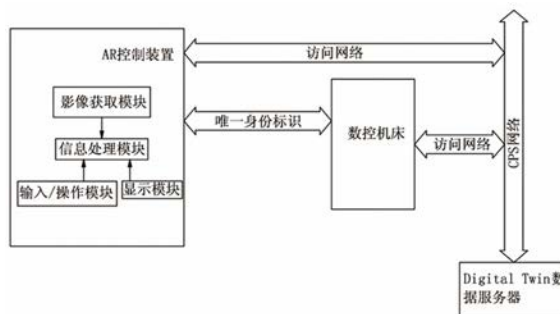 AR控制装置
访问网络
影像获取模块
唯一身份标识
数控机床
信息处理模块
访问网络
CPS网络
输入/操作模块
显示模块
Digital Twin数
据服务器